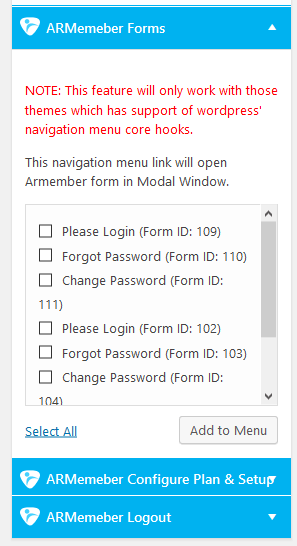 ARMemeber Forms
NOTE: This feature will only work with those
themes which has support of wordpress'
navigation menu core hooks.
This navigation menu link will open
Armember form in Modal Window.
Please Login (Form ID: 109)
Forgot Password (Form ID: 110)
Change Password (Form ID:
111)
Please Login (Form ID: 102)
Forgot Password (Form ID: 103)
Change Password (Form ID:
104)
Select All
Add to Menu
ARMemeber Configure Plan & Setup
ARMemeber Logout